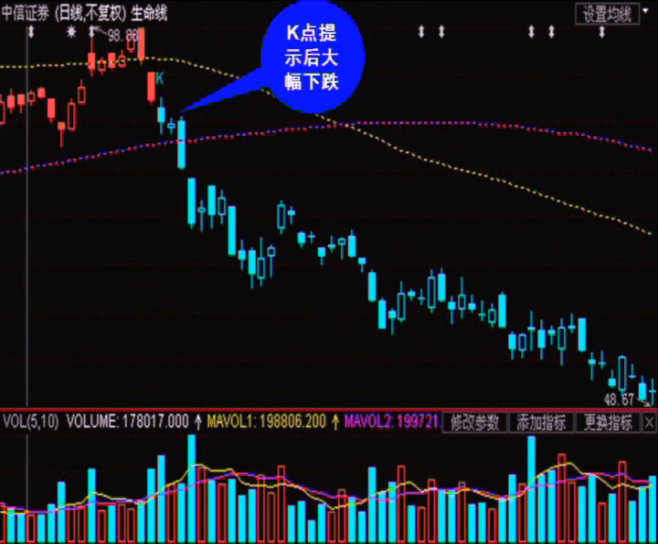 中信证券 (日线,不复权) 生命线
设置均线
98.88
K点提
示后大
幅下跌
K
48.67
VOL(5,10) VOLUME: 178017.000 MAVOL1: 198806.200 MAVOL2: 199721. 修改参数 添加指标 更换指标 X